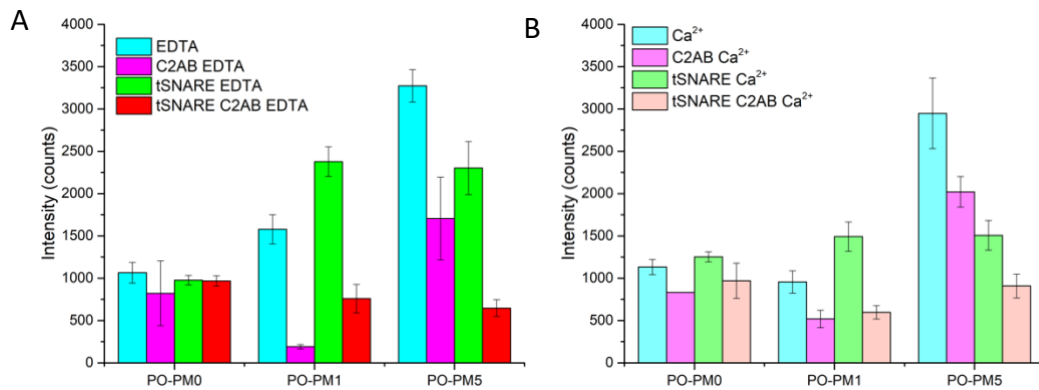 A
Intensity (counts)
4000
3500
3000
2500
2000
1500
1000
500
0
EDTA
C2AB EDTA
tSNARE EDTA
tSNARE C2AB EDTA
PO-PM0
PO-PM1
PO-PM5
B
Intensity (counts)
4000
3500
3000
2500
2000
1500
1000
500
0
Ca²⁺
C2AB Ca²⁺
tSNARE Ca²⁺
tSNARE C2AB Ca²⁺
PO-PM0
PO-PM1
PO-PM5